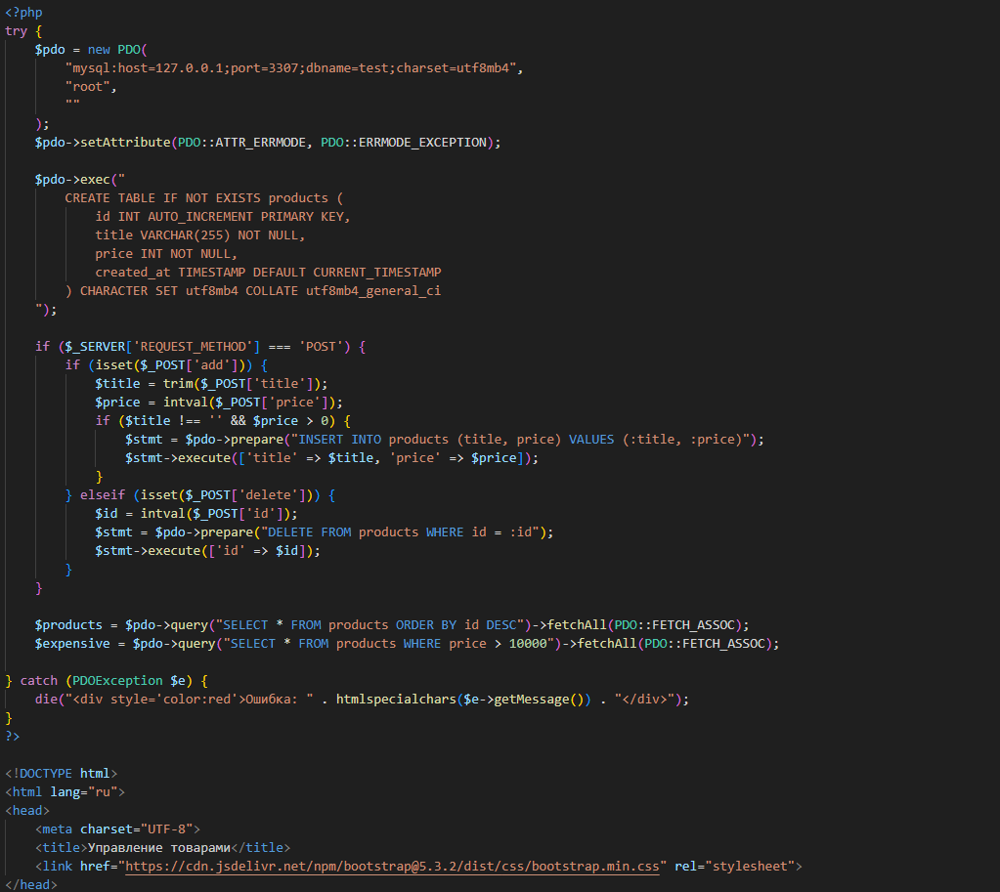 <?php
try {
    $pdo = new PDO(
        "mysql:host=127.0.0.1;port=3307;dbname=test;charset=utf8mb4",
        "root",
        ""
    );
    $pdo->setAttribute(PDO::ATTR_ERRMODE, PDO::ERRMODE_EXCEPTION);

    $pdo->exec("
        CREATE TABLE IF NOT EXISTS products (
            id INT AUTO_INCREMENT PRIMARY KEY,
            title VARCHAR(255) NOT NULL,
            price INT NOT NULL,
            created_at TIMESTAMP DEFAULT CURRENT_TIMESTAMP
        ) CHARACTER SET utf8mb4 COLLATE utf8mb4_general_ci
    ");

    if ($_SERVER['REQUEST_METHOD'] === 'POST') {
        if (isset($_POST['add'])) {
            $title = trim($_POST['title']);
            $price = intval($_POST['price']);
            if ($title !== '' && $price > 0) {
                $stmt = $pdo->prepare("INSERT INTO products (title, price) VALUES (:title, :price)");
                $stmt->execute(['title' => $title, 'price' => $price]);
            }
        } elseif (isset($_POST['delete'])) {
            $id = intval($_POST['id']);
            $stmt = $pdo->prepare("DELETE FROM products WHERE id = :id");
            $stmt->execute(['id' => $id]);
        }
    }

    $products = $pdo->query("SELECT * FROM products ORDER BY id DESC")->fetchAll(PDO::FETCH_ASSOC);
    $expensive = $pdo->query("SELECT * FROM products WHERE price > 10000")->fetchAll(PDO::FETCH_ASSOC);

} catch (PDOException $e) {
    die("<div style='color:red'>Ошибка: " . htmlspecialchars($e->getMessage()) . "</div>");
}
?>

<!DOCTYPE html>
<html lang="ru">
<head>
    <meta charset="UTF-8">
    <title>Управление товарами</title>
    <link href="https://cdn.jsdelivr.net/npm/bootstrap@5.3.2/dist/css/bootstrap.min.css" rel="stylesheet">
</head>